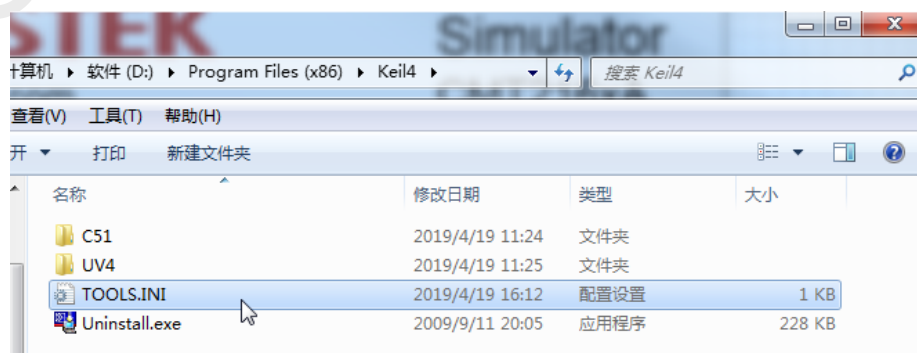 STEK Simulator
计算机 ▸ 软件 (D:) ▸ Program Files (x86) ▸ Keil4 ▸ 搜索 Keil4
查看(V) 工具(T) 帮助(H)
开 ▼ 打印 新建文件夹
名称 修改日期 类型 大小
C51 2019/4/19 11:24 文件夹
UV4 2019/4/19 11:25 文件夹
TOOLS.INI 2019/4/19 16:12 配置设置 1 KB
Uninstall.exe 2009/9/11 20:05 应用程序 228 KB